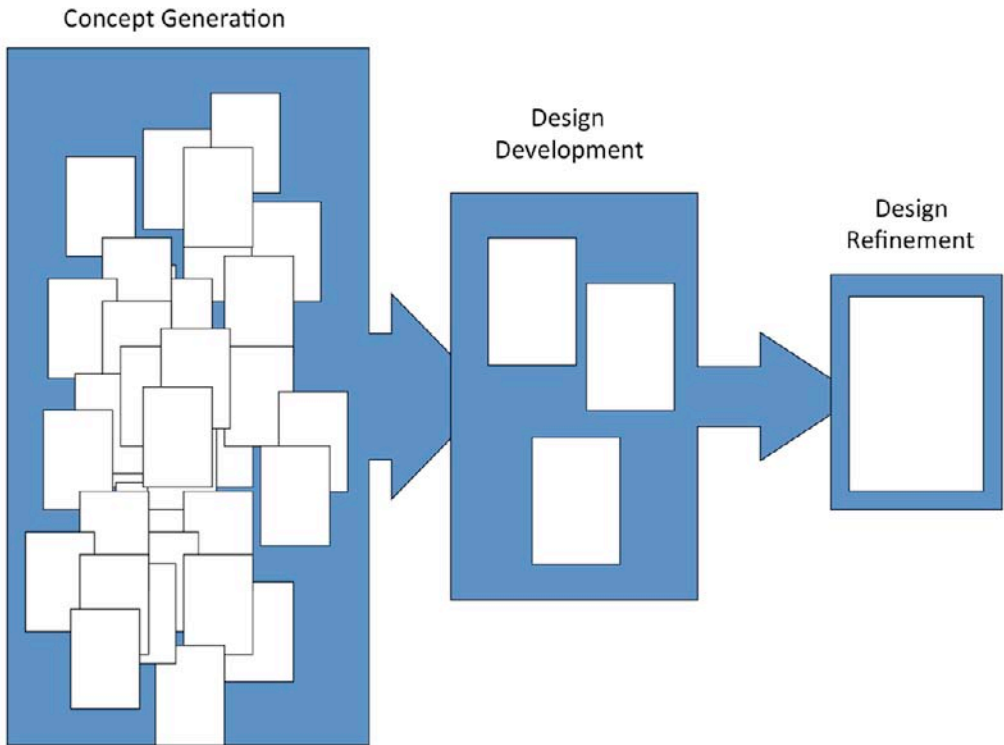 Concept Generation
Design
Development
Design
Refinement